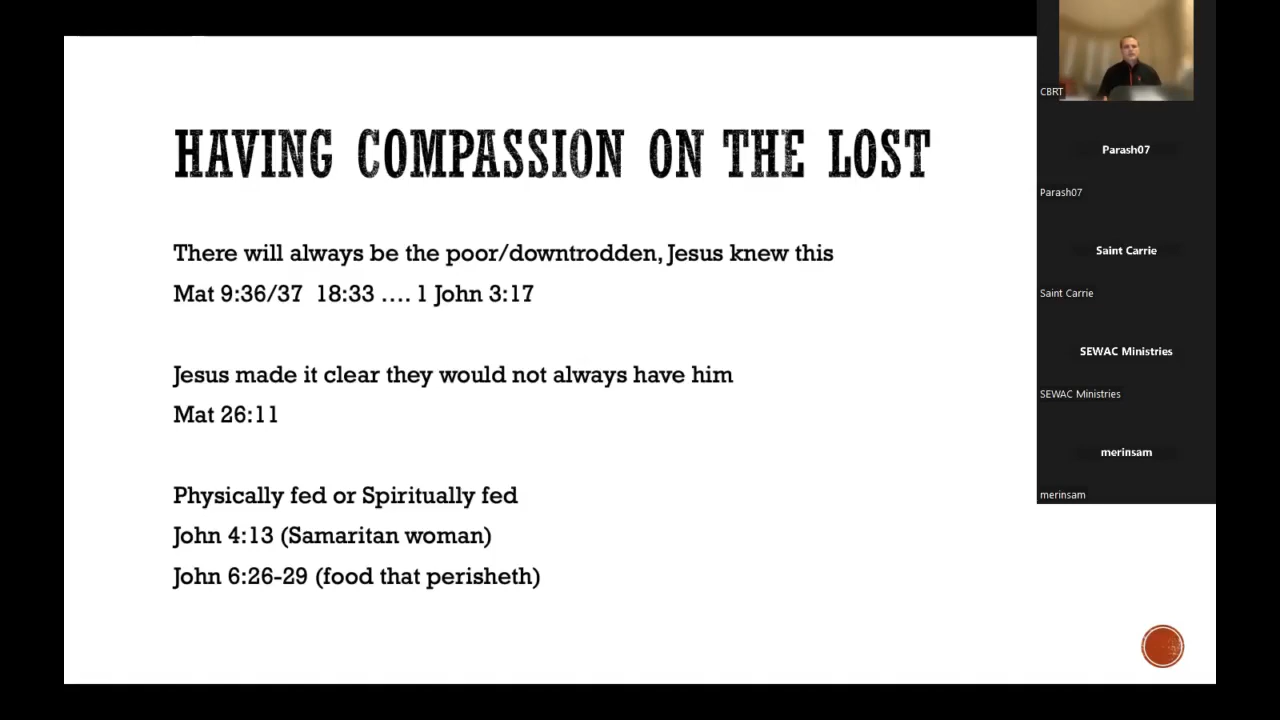 HAVING COMPASSION ON THE LOST
There will always be the poor/downtrodden, Jesus knew this
Mat 9:36/37  18:33 .... 1 John 3:17
Jesus made it clear they would not always have him
Mat 26:11
Physically fed or Spiritually fed
John 4:13 (Samaritan woman)
John 6:26-29 (food that perisheth)
CBRT
Parash07
Parash07
Saint Carrie
Saint Carrie
SEWAC Ministries
SEWAC Ministries
merinsam
merinsam